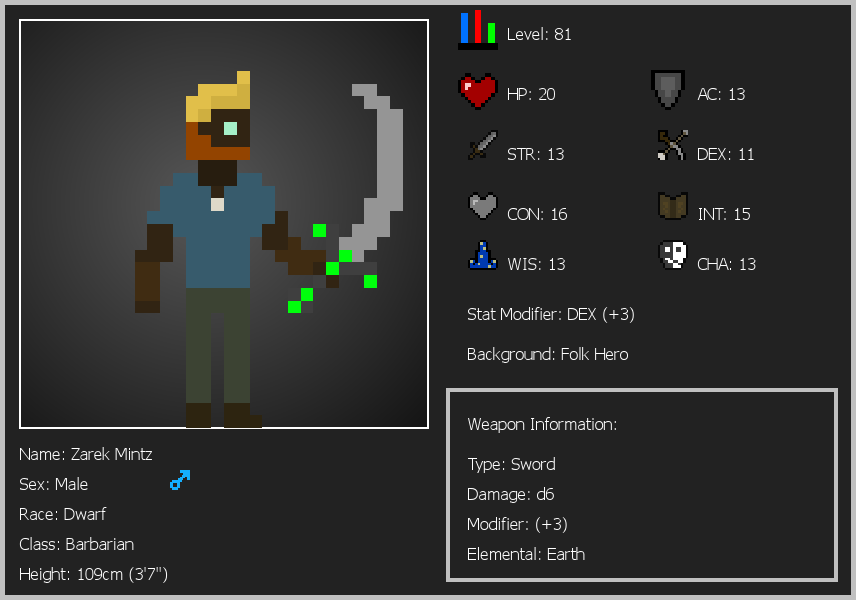 Level: 81
HP: 20
AC: 13
STR: 13
DEX: 11
CON: 16
INT: 15
WIS: 13
CHA: 13
Stat Modifier: DEX (+3)
Background: Folk Hero
Weapon Information:
Type: Sword
Damage: d6
Modifier: (+3)
Elemental: Earth
Name: Zarek Mintz
Sex: Male
Race: Dwarf
Class: Barbarian
Height: 109cm (3'7")